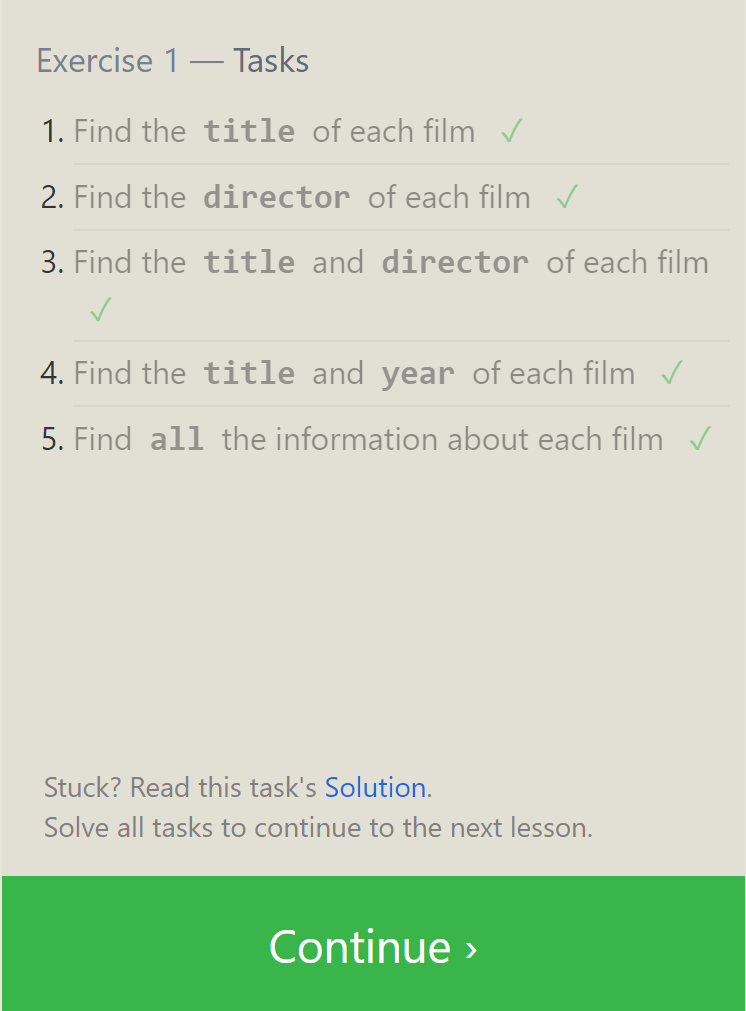 Exercise 1 — Tasks
1. Find the title of each film ✓
2. Find the director of each film ✓
3. Find the title and director of each film
✓
4. Find the title and year of each film ✓
5. Find all the information about each film ✓
Stuck? Read this task's Solution.
Solve all tasks to continue to the next lesson.
Continue ›